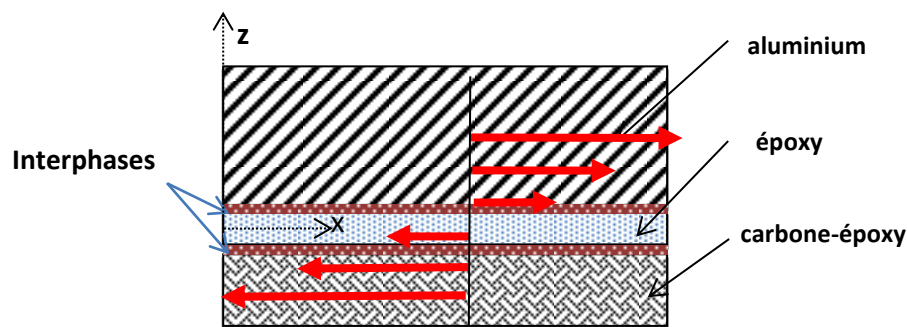 z
aluminium
Interphases
époxy
x
carbone-époxy